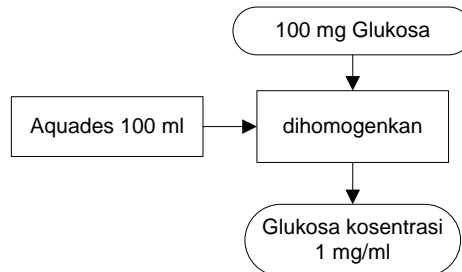 100 mg Glukosa
Aquades 100 ml
dihomogenkan
Glukosa kosentrasi
1 mg/ml